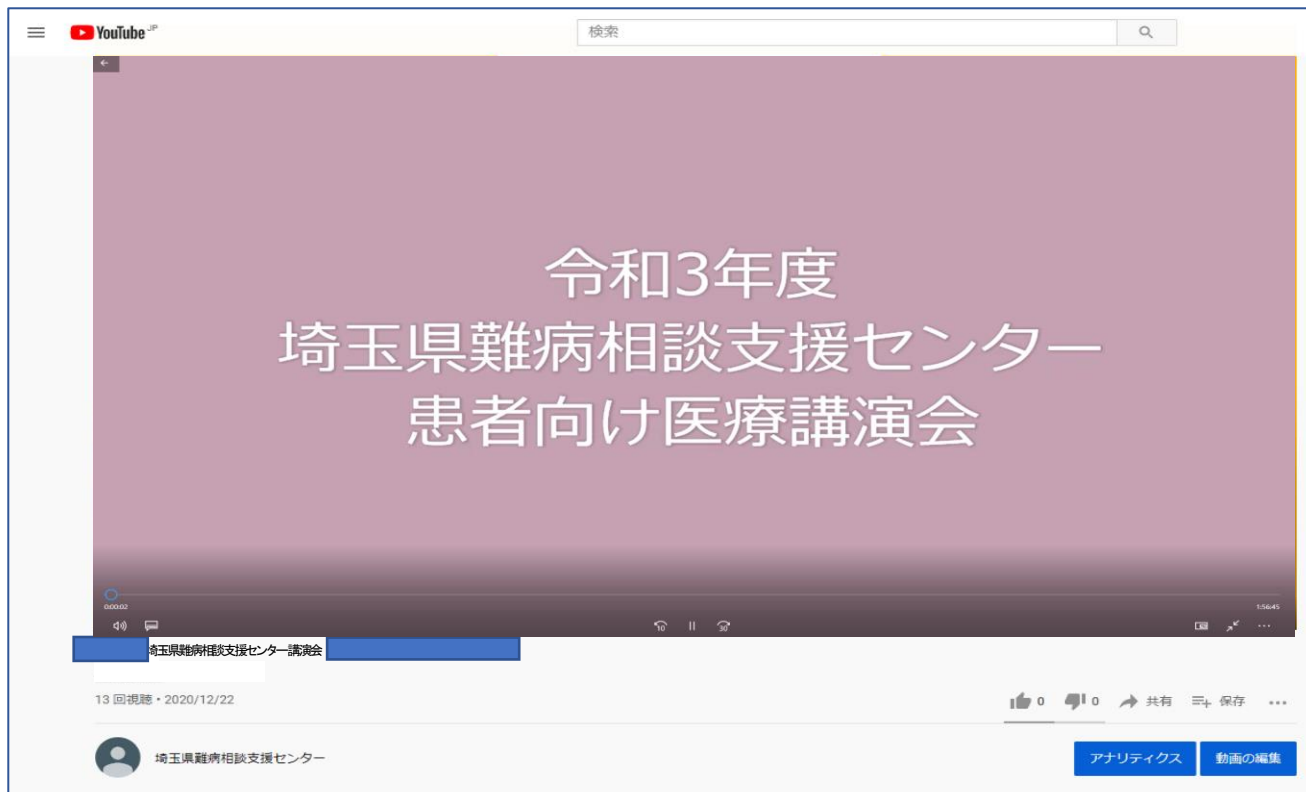 YouTube JP
検索
令和3年度
埼玉県難病相談支援センター
患者向け医療講演会
0:00:02
1:56:45
10
30
埼玉県難病相談支援センター講演会
13 回視聴・2020/12/22
0
0
共有
保存
埼玉県難病相談支援センター
アナリティクス
動画の編集